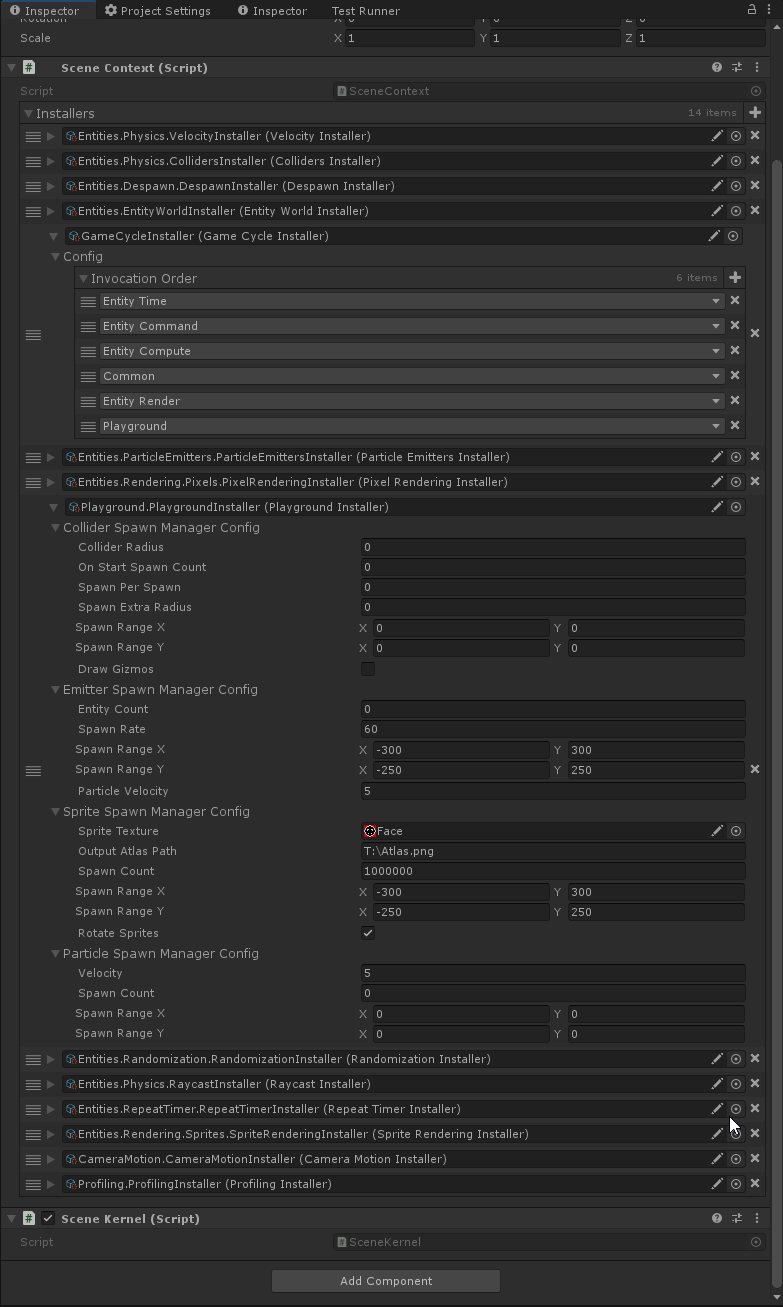 Inspector Project Settings Inspector Test Runner
Rotation X 0 Y 0 Z 0
Scale X 1 Y 1 Z 1
# Scene Context (Script)
Script # SceneContext
Installers 14 items
Entities.Physics.VelocityInstaller (Velocity Installer)
Entities.Physics.CollidersInstaller (Colliders Installer)
Entities.Despawn.DespawnInstaller (Despawn Installer)
Entities.EntityWorldInstaller (Entity World Installer)
GameCycleInstaller (Game Cycle Installer)
Config
Invocation Order 6 items
Entity Time
Entity Command
Entity Compute
Common
Entity Render
Playground
Entities.ParticleEmitters.ParticleEmittersInstaller (Particle Emitters Installer)
Entities.Rendering.Pixels.PixelRenderingInstaller (Pixel Rendering Installer)
Playground.PlaygroundInstaller (Playground Installer)
Collider Spawn Manager Config
Collider Radius 0
On Start Spawn Count 0
Spawn Per Spawn 0
Spawn Extra Radius 0
Spawn Range X X 0 Y 0
Spawn Range Y X 0 Y 0
Draw Gizmos
Emitter Spawn Manager Config
Entity Count 0
Spawn Rate 60
Spawn Range X X -300 Y 300
Spawn Range Y X -250 Y 250
Particle Velocity 5
Sprite Spawn Manager Config
Sprite Texture Face
Output Atlas Path T:\Atlas.png
Spawn Count 1000000
Spawn Range X X -300 Y 300
Spawn Range Y X -250 Y 250
Rotate Sprites
Particle Spawn Manager Config
Velocity 5
Spawn Count 0
Spawn Range X X 0 Y 0
Spawn Range Y X 0 Y 0
Entities.Randomization.RandomizationInstaller (Randomization Installer)
Entities.Physics.RaycastInstaller (Raycast Installer)
Entities.RepeatTimer.RepeatTimerInstaller (Repeat Timer Installer)
Entities.Rendering.Sprites.SpriteRenderingInstaller (Sprite Rendering Installer)
CameraMotion.CameraMotionInstaller (Camera Motion Installer)
Profiling.ProfilingInstaller (Profiling Installer)
# Scene Kernel (Script)
Script # SceneKernel
Add Component